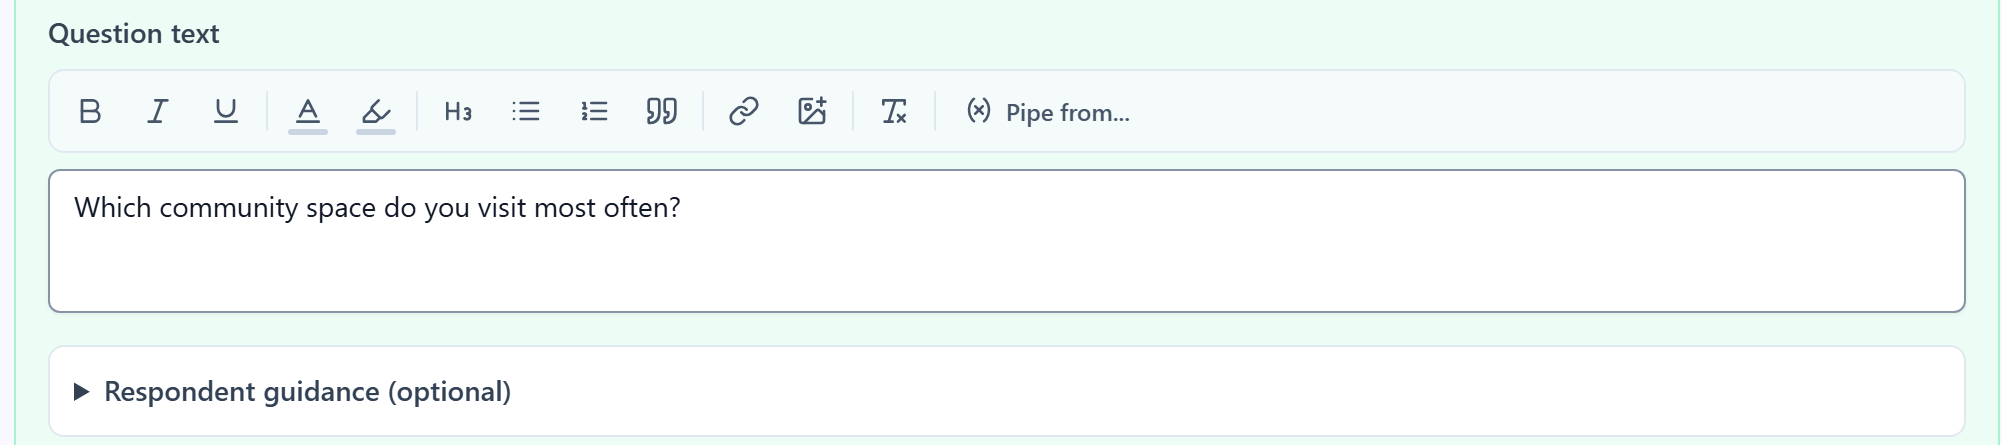 Question text
B I U A H3 Pipe from...
Which community space do you visit most often?
Respondent guidance (optional)